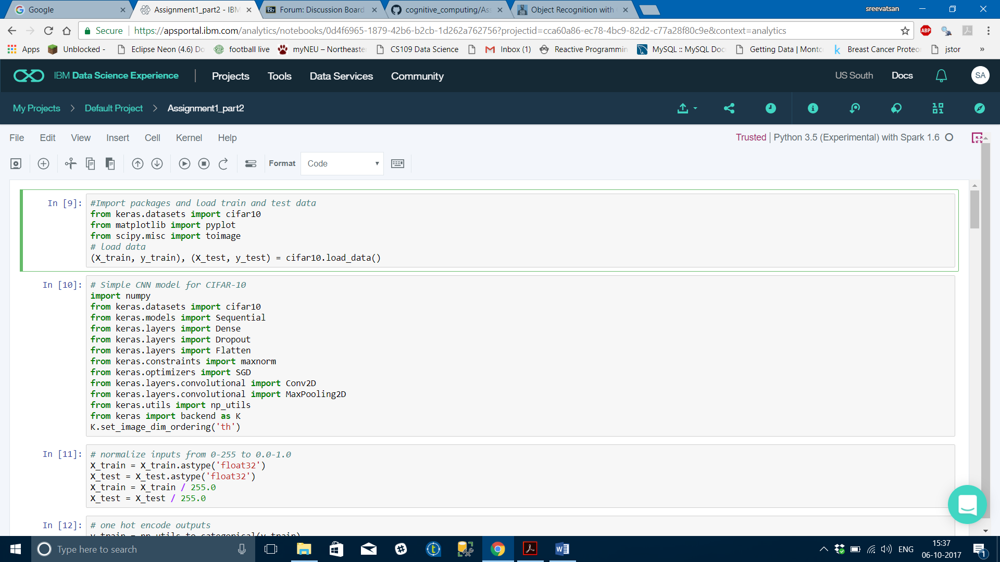 Google
Assignment1_part2 - IBM
Bb Forum: Discussion Board
cognitive_computing/Ass
Object Recognition with
sreevatsan
Secure https://apsportal.ibm.com/analytics/notebooks/0d4f6965-1879-42b6-b2cb-1d262a762756?projectid=cca60a86-ec78-4bc9-82d2-c77a28f80c9e&context=analytics
ABP
Apps Unblocked - Eclipse Neon (4.6) Do football live myNEU – Northeaste CS109 Data Science Inbox (1) Reactive Programmin MySQL :: MySQL Doc Getting Data | Montc Breast Cancer Proteo jstor »
IBM Data Science Experience Projects Tools Data Services Community US South Docs SA
My Projects > Default Project > Assignment1_part2
File Edit View Insert Cell Kernel Help Trusted | Python 3.5 (Experimental) with Spark 1.6
Format Code
In [9]: #Import packages and load train and test data
from keras.datasets import cifar10
from matplotlib import pyplot
from scipy.misc import toimage
# load data
(X_train, y_train), (X_test, y_test) = cifar10.load_data()
In [10]: # Simple CNN model for CIFAR-10
import numpy
from keras.datasets import cifar10
from keras.models import Sequential
from keras.layers import Dense
from keras.layers import Dropout
from keras.layers import Flatten
from keras.constraints import maxnorm
from keras.optimizers import SGD
from keras.layers.convolutional import Conv2D
from keras.layers.convolutional import MaxPooling2D
from keras.utils import np_utils
from keras import backend as K
K.set_image_dim_ordering('th')
In [11]: # normalize inputs from 0-255 to 0.0-1.0
X_train = X_train.astype('float32')
X_test = X_test.astype('float32')
X_train = X_train / 255.0
X_test = X_test / 255.0
In [12]: # one hot encode outputs
y_train = np_utils.to_categorical(y_train)
Type here to search
ENG
15:37
06-10-2017
1